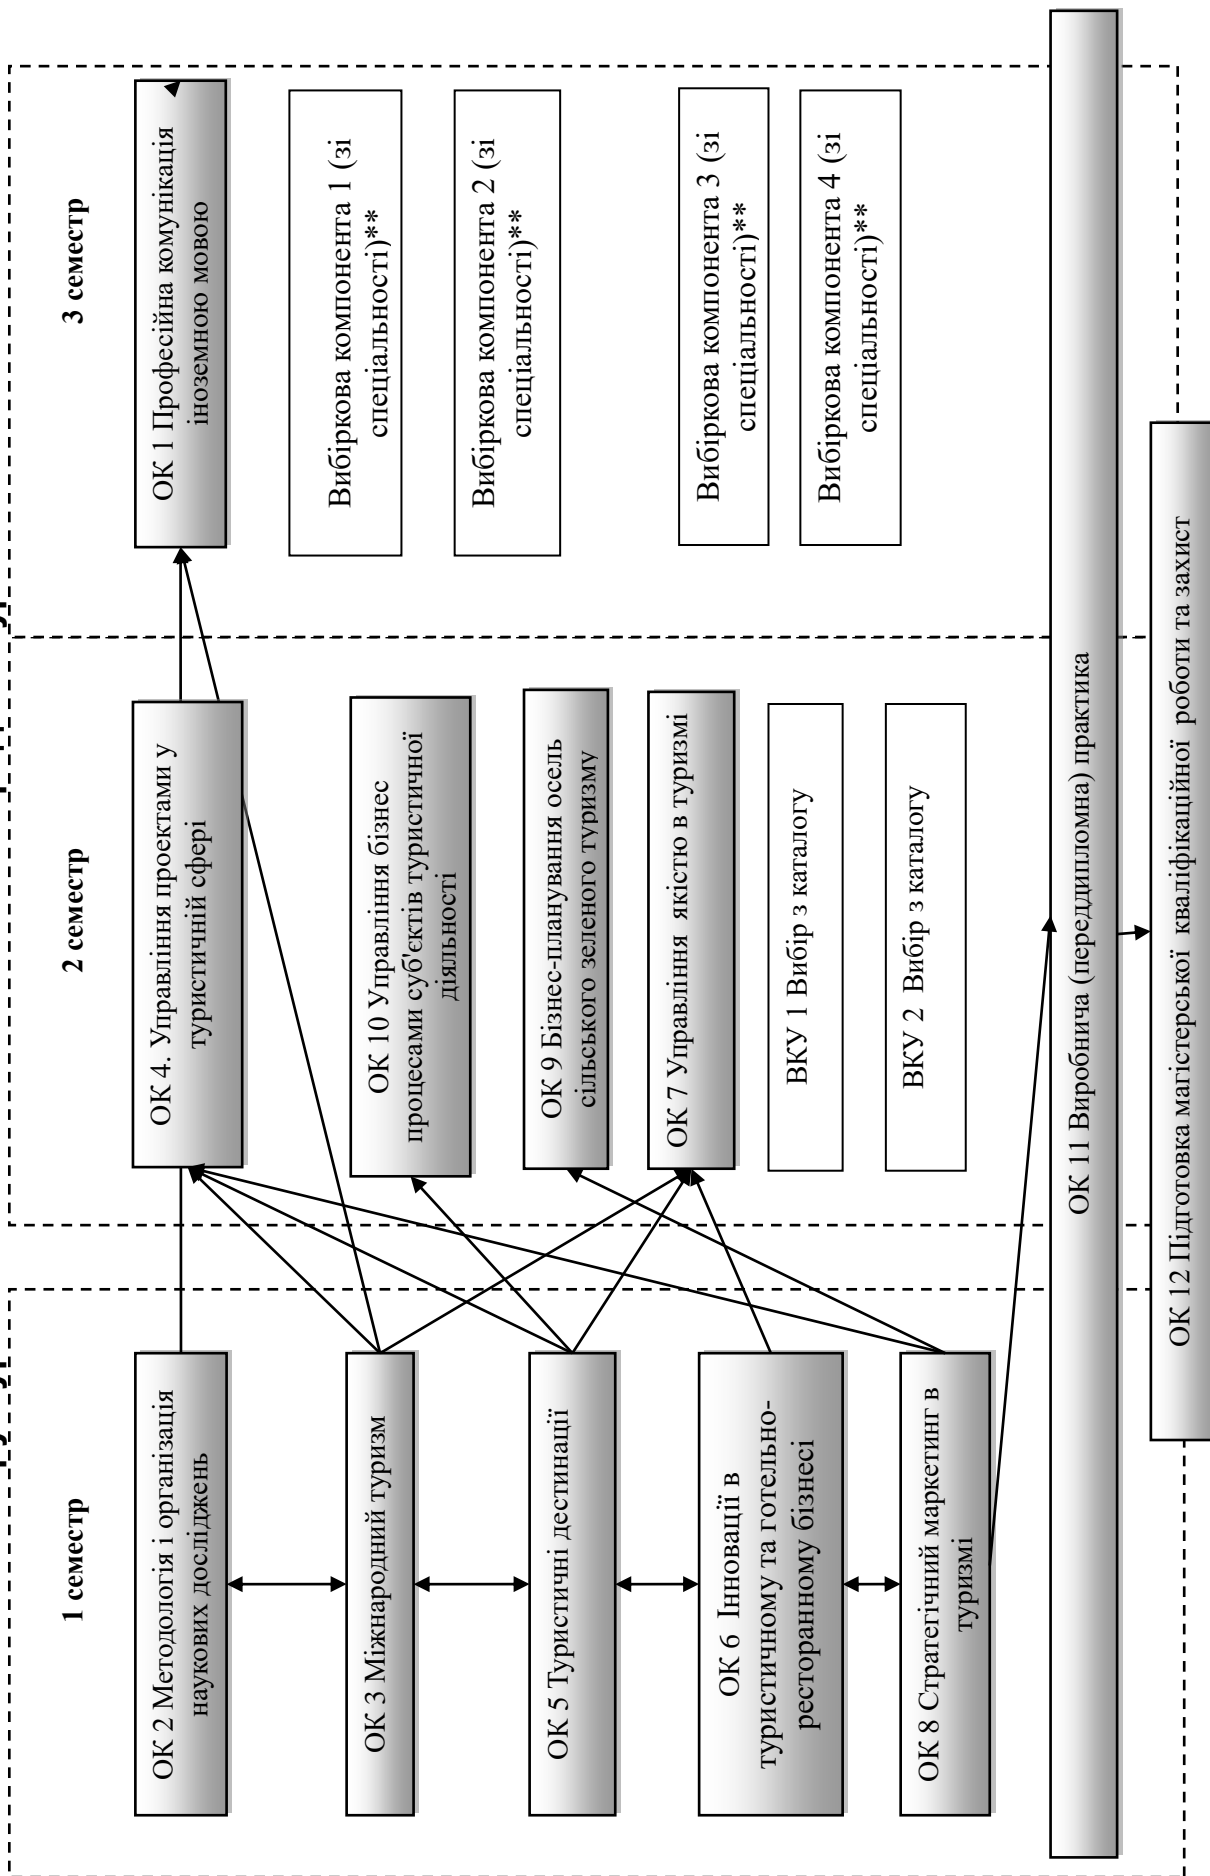 1 семестр
ОК 2 Методологія і організація
наукових досліджень
ОК 3 Міжнародний туризм
ОК 5 Туристичні дестинації
ОК 6  Інновації в
туристичному та готельно-
ресторанному бізнесі
ОК 8 Стратегічний маркетинг в
туризмі
2 семестр
ОК 4. Управління проектами у
туристичній сфері
ОК 10 Управління бізнес
процесами суб'єктів туристичної
діяльності
ОК 9 Бізнес-планування осель
сільського зеленого туризму
ОК 7 Управління  якістю в туризмі
ВКУ 1 Вибір з каталогу
ВКУ 2  Вибір з каталогу
3 семестр
ОК 1 Професійна комунікація
іноземною мовою
Вибіркова компонента 1 (зі
спеціальності)**
Вибіркова компонента 2 (зі
спеціальності)**
Вибіркова компонента 3 (зі
спеціальності)**
Вибіркова компонента 4 (зі
спеціальності)**
ОК 11 Виробнича (переддипломна) практика
ОК 12 Підготовка магістерської  кваліфікаційної  роботи та захист